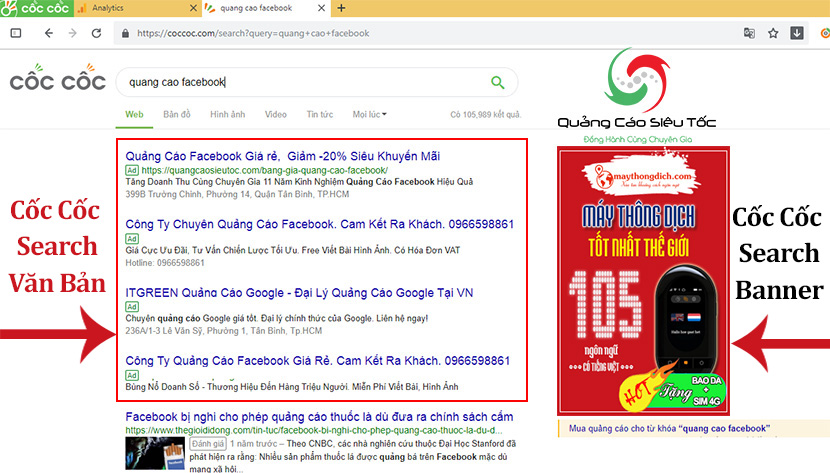 cốc cốc
Analytics
quang cao facebook
https://coccoc.com/search?query=quang+cao+facebook
cốc cốc
quang cao facebook
Web Bản đồ Hình ảnh Video Tin tức Mọi lúc Có 105,989 kết quả.
Quảng Cáo Siêu Tốc
Đồng Hành Cùng Chuyên Gia
Quảng Cáo Facebook Giá rẻ, Giảm -20% Siêu Khuyến Mãi
Ad https://quangcaosieutoc.com/bang-gia-quang-cao-facebook/
Tăng Doanh Thu Cùng Chuyên Gia 11 Năm Kinh Nghiệm Quảng Cáo Facebook Hiệu Quả
399B Trường Chinh, Phường 14, Quận Tân Bình, TP.HCM
Công Ty Chuyên Quảng Cáo Facebook. Cam Kết Ra Khách. 0966598861
Ad
Giá Cực Ưu Đãi, Tư Vấn Chiến Lược Tối Ưu. Free Viết Bài Hình Ảnh. Có Hóa Đơn VAT
Hotline: 0966598861
ITGREEN Quảng Cáo Google - Đại Lý Quảng Cáo Google Tại VN
Ad
Chuyên quảng cáo Google giá tốt. Đại lý chính thức của Google. Liên hệ ngay!
236A/1-3 Lê Văn Sỹ, Phường 1, Tân Bình, TP.HCM
Công Ty Quảng Cáo Facebook Giá Rẻ. Cam Kết Ra Khách. 0966598861
Ad
Bùng Nổ Doanh Số - Thương Hiệu Đến Hàng Triệu Người. Miễn Phí Viết Bài, Hình Ảnh
Facebook bị nghi cho phép quảng cáo thuốc lá dù đưa ra chính sách cấm
https://www.thegioididong.com/tin-tuc/facebook-bi-nghi-cho-phep-quang-cao-thuoc-la-du-d...
Đánh giá 1 năm trước – Theo CNBC, các nhà nghiên cứu thuộc Đại Học Stanford đã
phát hiện ra rằng: Nhiều sản phẩm thuốc lá được quảng bá trên Facebook mặc dù
mạng xã hội...
Cốc Cốc
Search
Văn Bản
maythongdich.com
MÁY THÔNG DỊCH
TỐT NHẤT THẾ GIỚI
105
ngôn ngữ
CÓ TIẾNG VIỆT
HOT
Tặng
BAO DA
+
SIM 4G
Cốc Cốc
Search
Banner
Mua quảng cáo cho từ khóa “quang cao facebook”